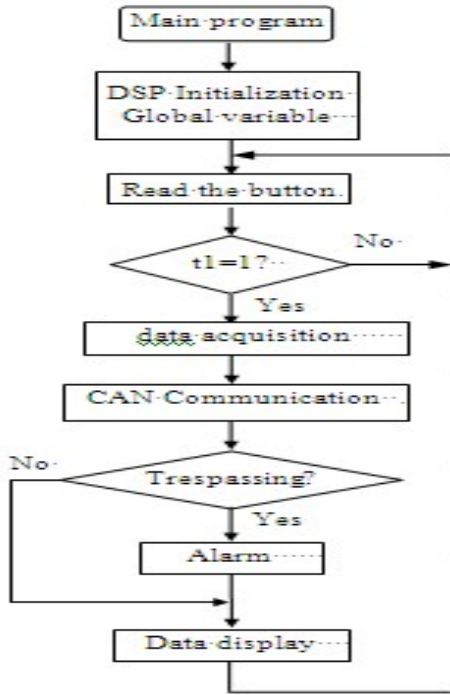 Main program
DSP Initialization
Global variable
Read the button.
t1=1?
No
Yes
data acquisition
CAN Communication
No
Trespassing?
Yes
Alarm
Data display